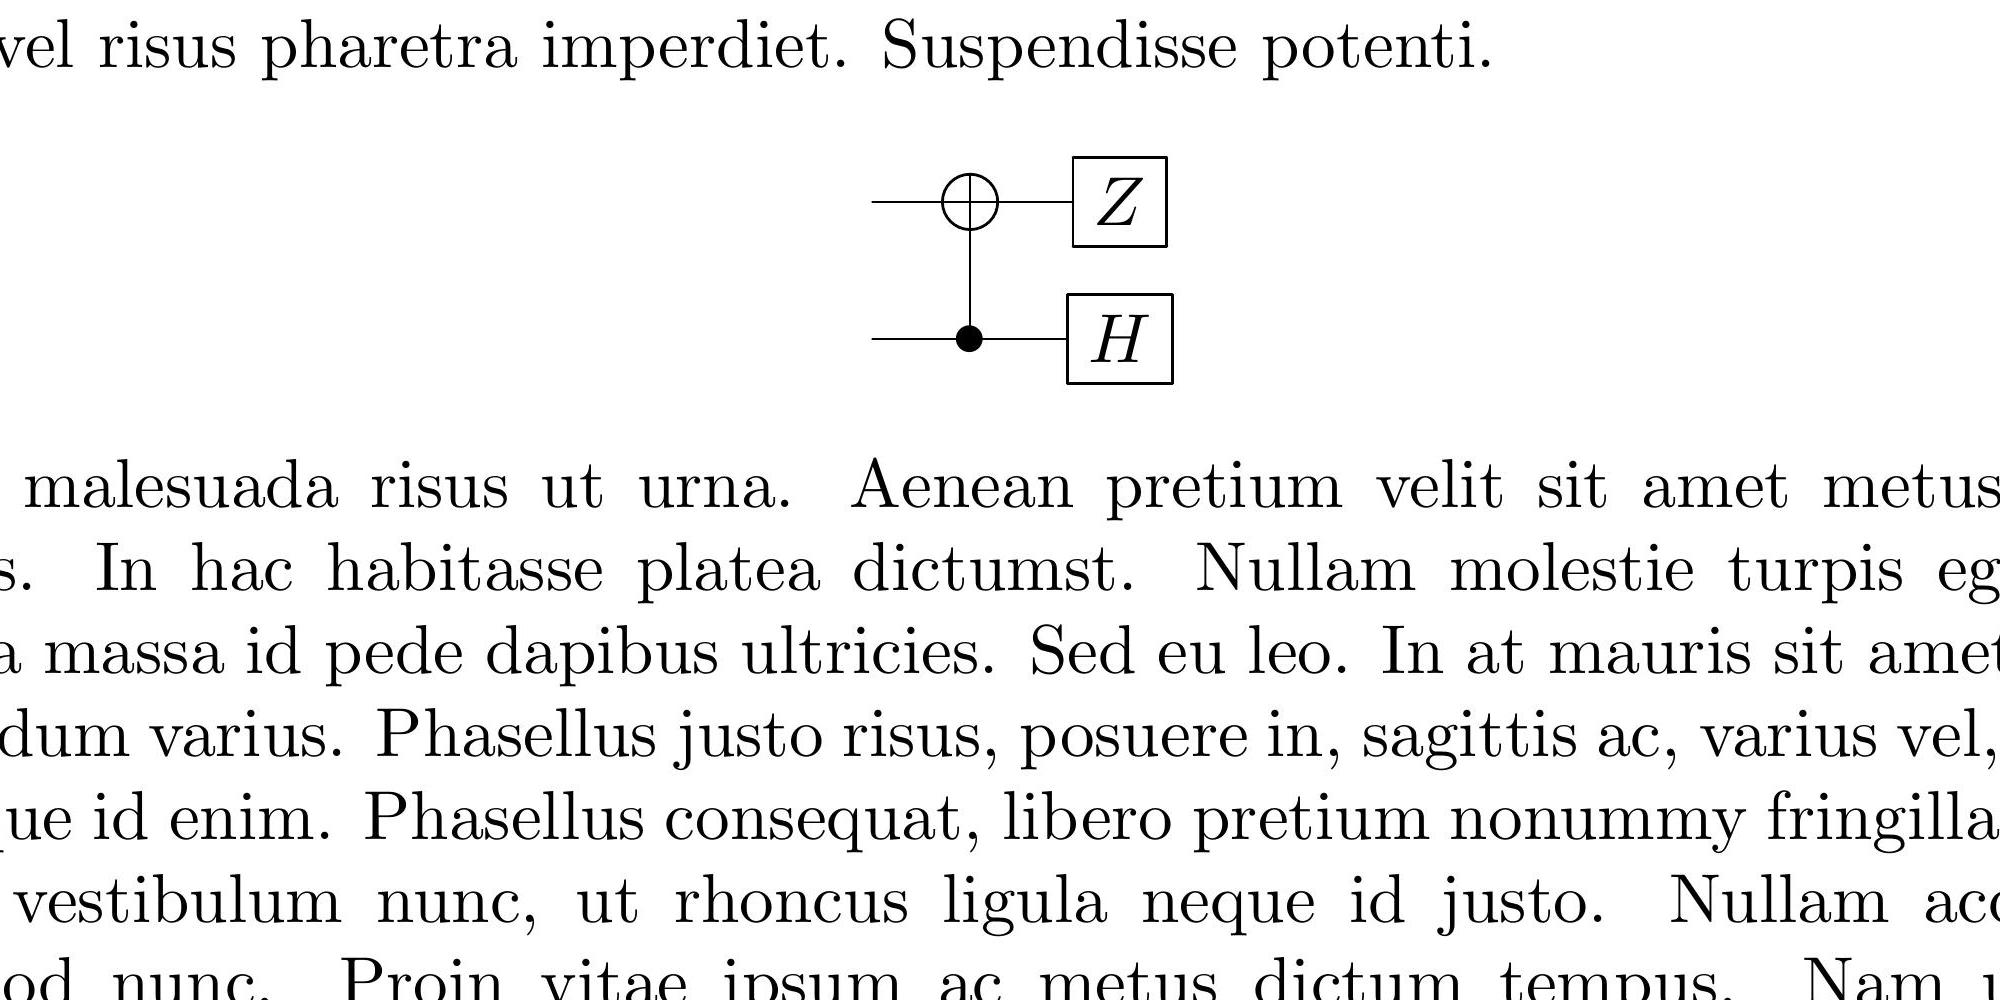 vel risus pharetra imperdiet. Suspendisse potenti.
Z
H
malesuada risus ut urna. Aenean pretium velit sit amet metus
s. In hac habitasse platea dictumst. Nullam molestie turpis eg
a massa id pede dapibus ultricies. Sed eu leo. In at mauris sit amet
dum varius. Phasellus justo risus, posuere in, sagittis ac, varius vel,
ue id enim. Phasellus consequat, libero pretium nonummy fringilla
vestibulum nunc, ut rhoncus ligula neque id justo. Nullam acc
od nunc. Proin vitae ipsum ac metus dictum tempus. Nam u